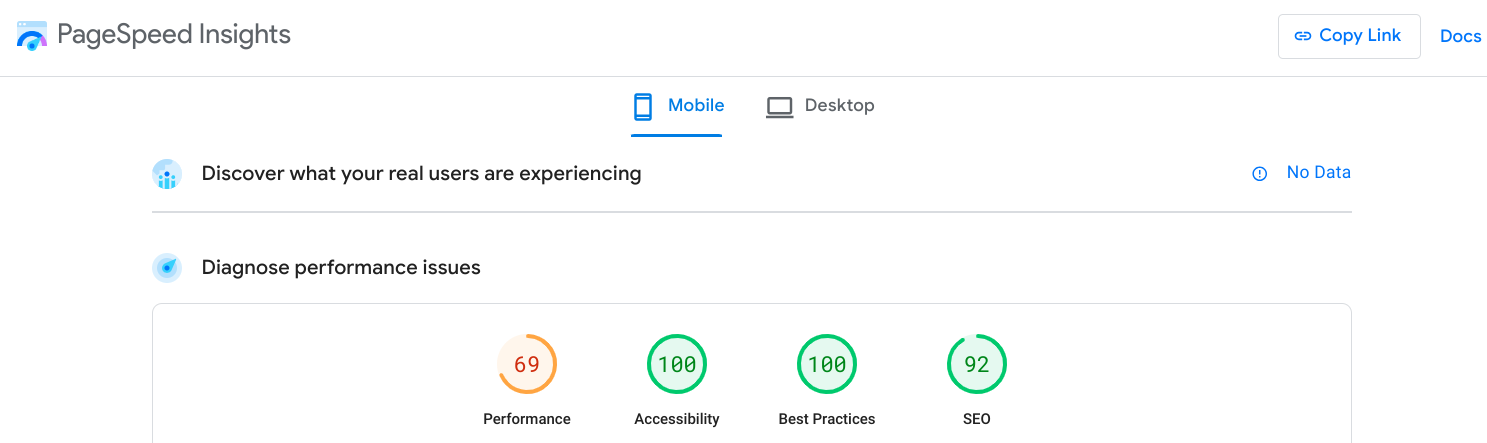 PageSpeed Insights
Copy Link
Docs
Mobile
Desktop
Discover what your real users are experiencing
No Data
Diagnose performance issues
69
100
100
92
Performance
Accessibility
Best Practices
SEO